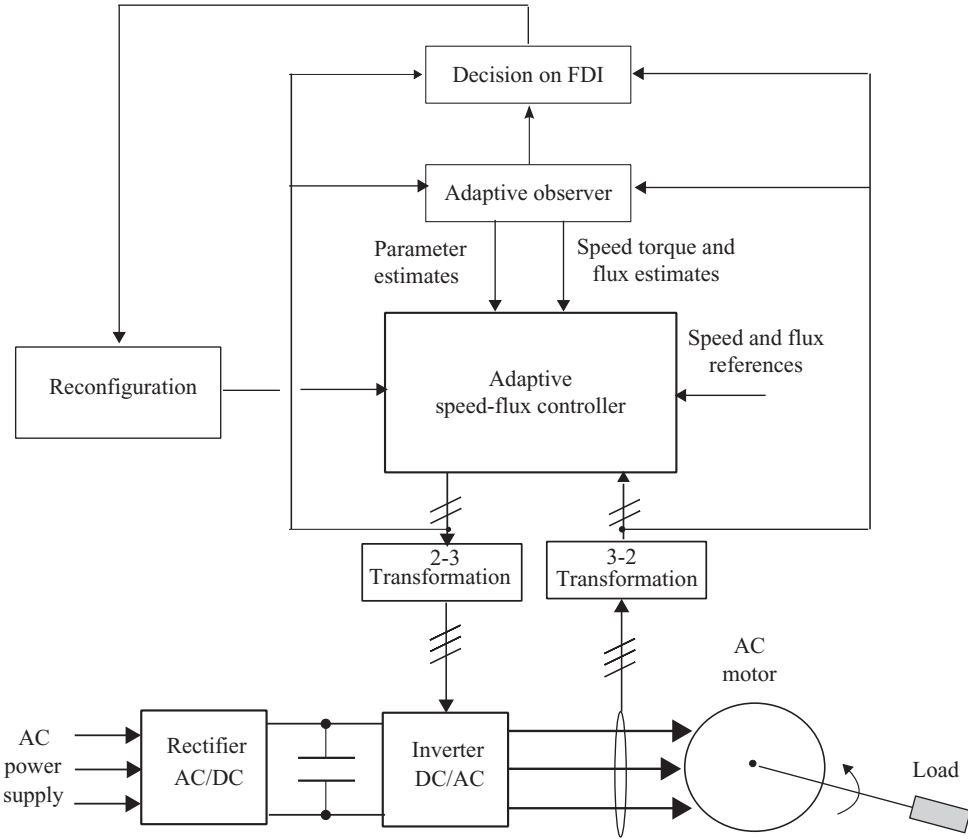 Decision on FDI
Adaptive observer
Parameter
estimates
Speed torque and
flux estimates
Speed and flux
references
Reconfiguration
Adaptive
speed-flux controller
2-3
Transformation
3-2
Transformation
AC
motor
AC
power
supply
Rectifier
AC/DC
Inverter
DC/AC
Load